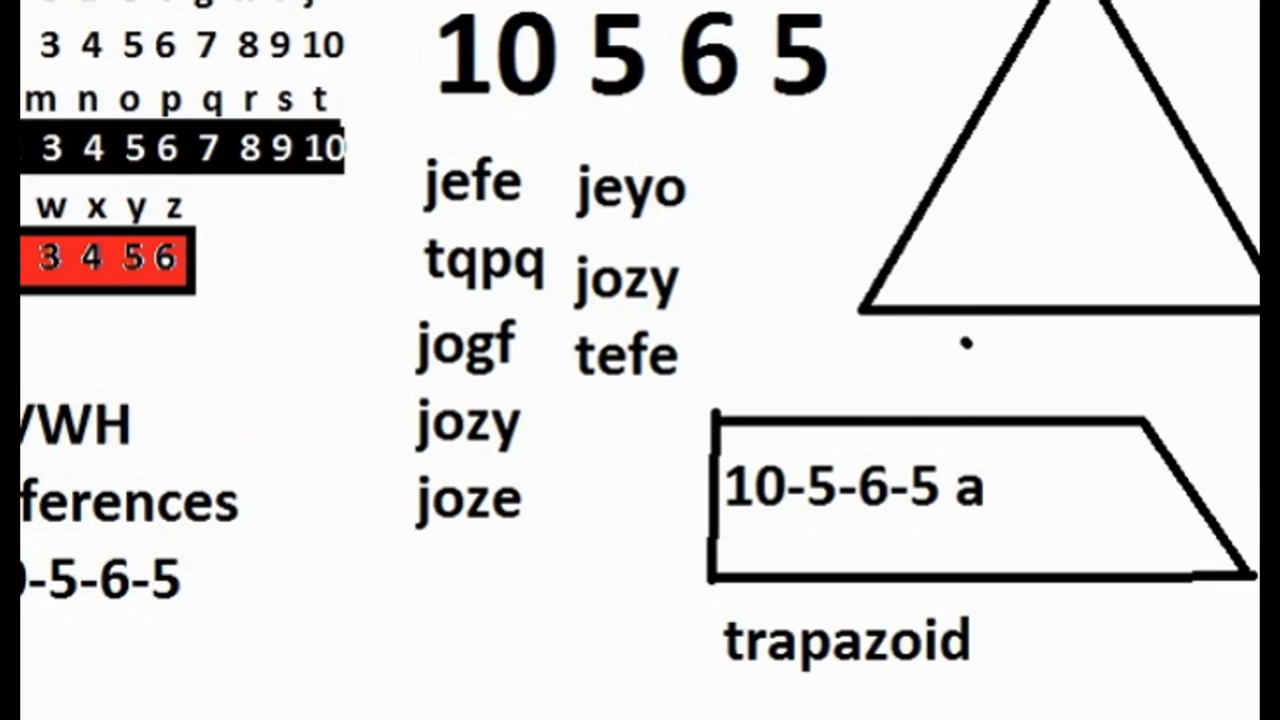 3 4 5 6 7 8 9 10
m n o p q r s t
3 4 5 6 7 8 9 10
w x y z
3 4 5 6
10 5 6 5
jefe jeyo
tqpq jozy
jogf tefe
jozy
joze
WH
ferences
-5-6-5
10-5-6-5 a
trapazoid